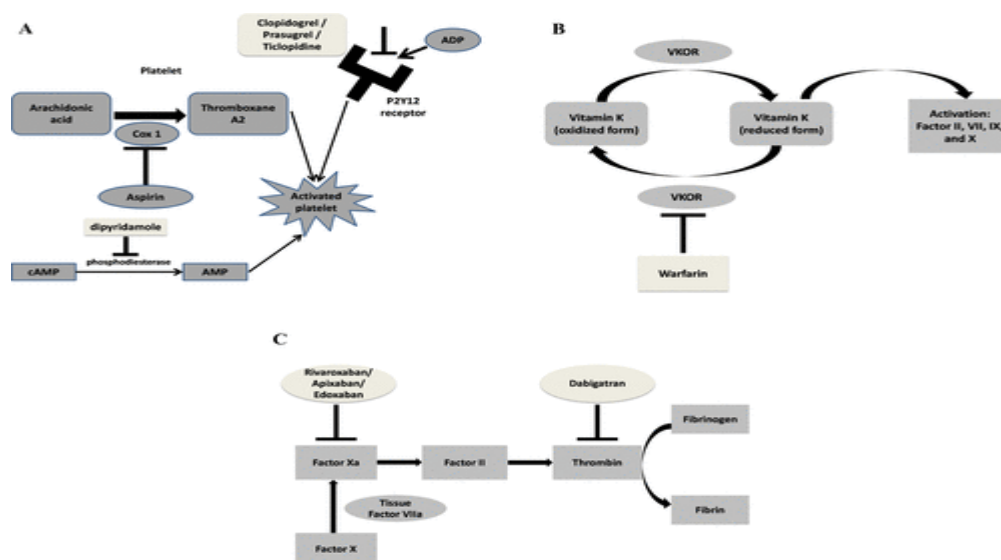 A
Clopidogrel /
Prasugrel /
Ticlopidine
ADP
Platelet
P2Y12
receptor
Arachidonic
acid
Thromboxane
A2
Cox 1
Aspirin
Activated
platelet
dipyridamole
phosphodiesterase
cAMP
AMP
B
VKOR
Vitamin K
(oxidized form)
Vitamin K
(reduced form)
Activation:
Factor II, VII, IX,
and X
VKOR
Warfarin
C
Rivaroxaban/
Apixaban/
Edoxaban
Dabigatran
Fibrinogen
Factor Xa
Factor II
Thrombin
Tissue
Factor VIIa
Fibrin
Factor X